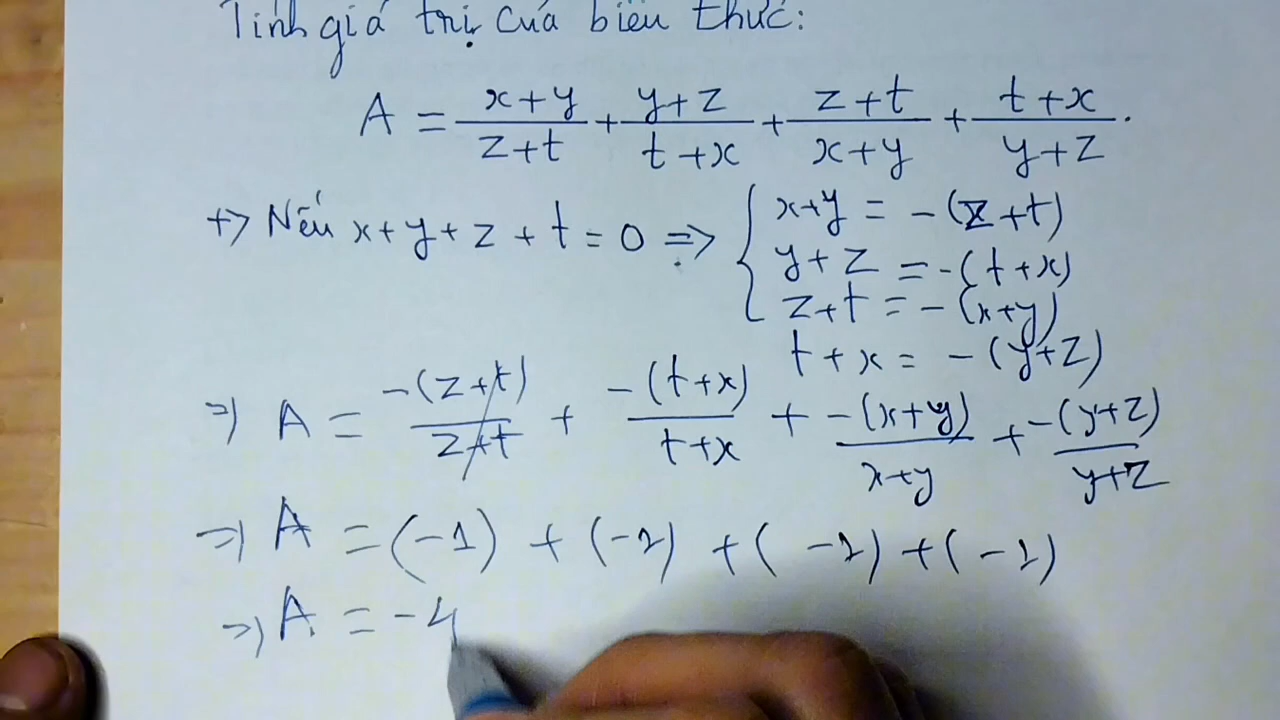 Tính giá trị của biểu thức:
A = (x+y)/(z+t) + (y+z)/(t+x) + (z+t)/(x+y) + (t+x)/(y+z).
+> Nếu x+y+z+t=0 => { x+y = -(z+t)
y+z = -(t+x)
z+t = -(x+y)
t+x = -(y+z)
=> A = -(z+t)/(z+t) + -(t+x)/(t+x) + -(x+y)/(x+y) + -(y+z)/(y+z)
=> A = (-1) + (-1) + (-1) + (-1)
=> A = -4